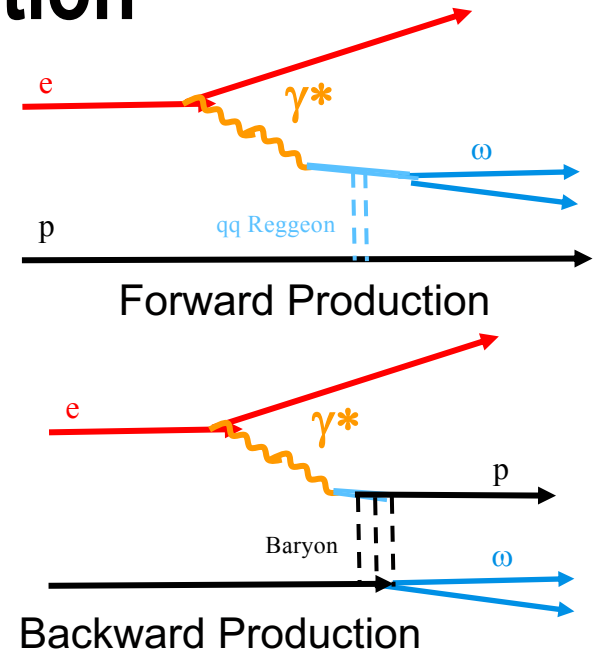 tion
e
γ*
ω
qq Reggeon
p
Forward Production
e
γ*
p
Baryon
ω
Backward Production